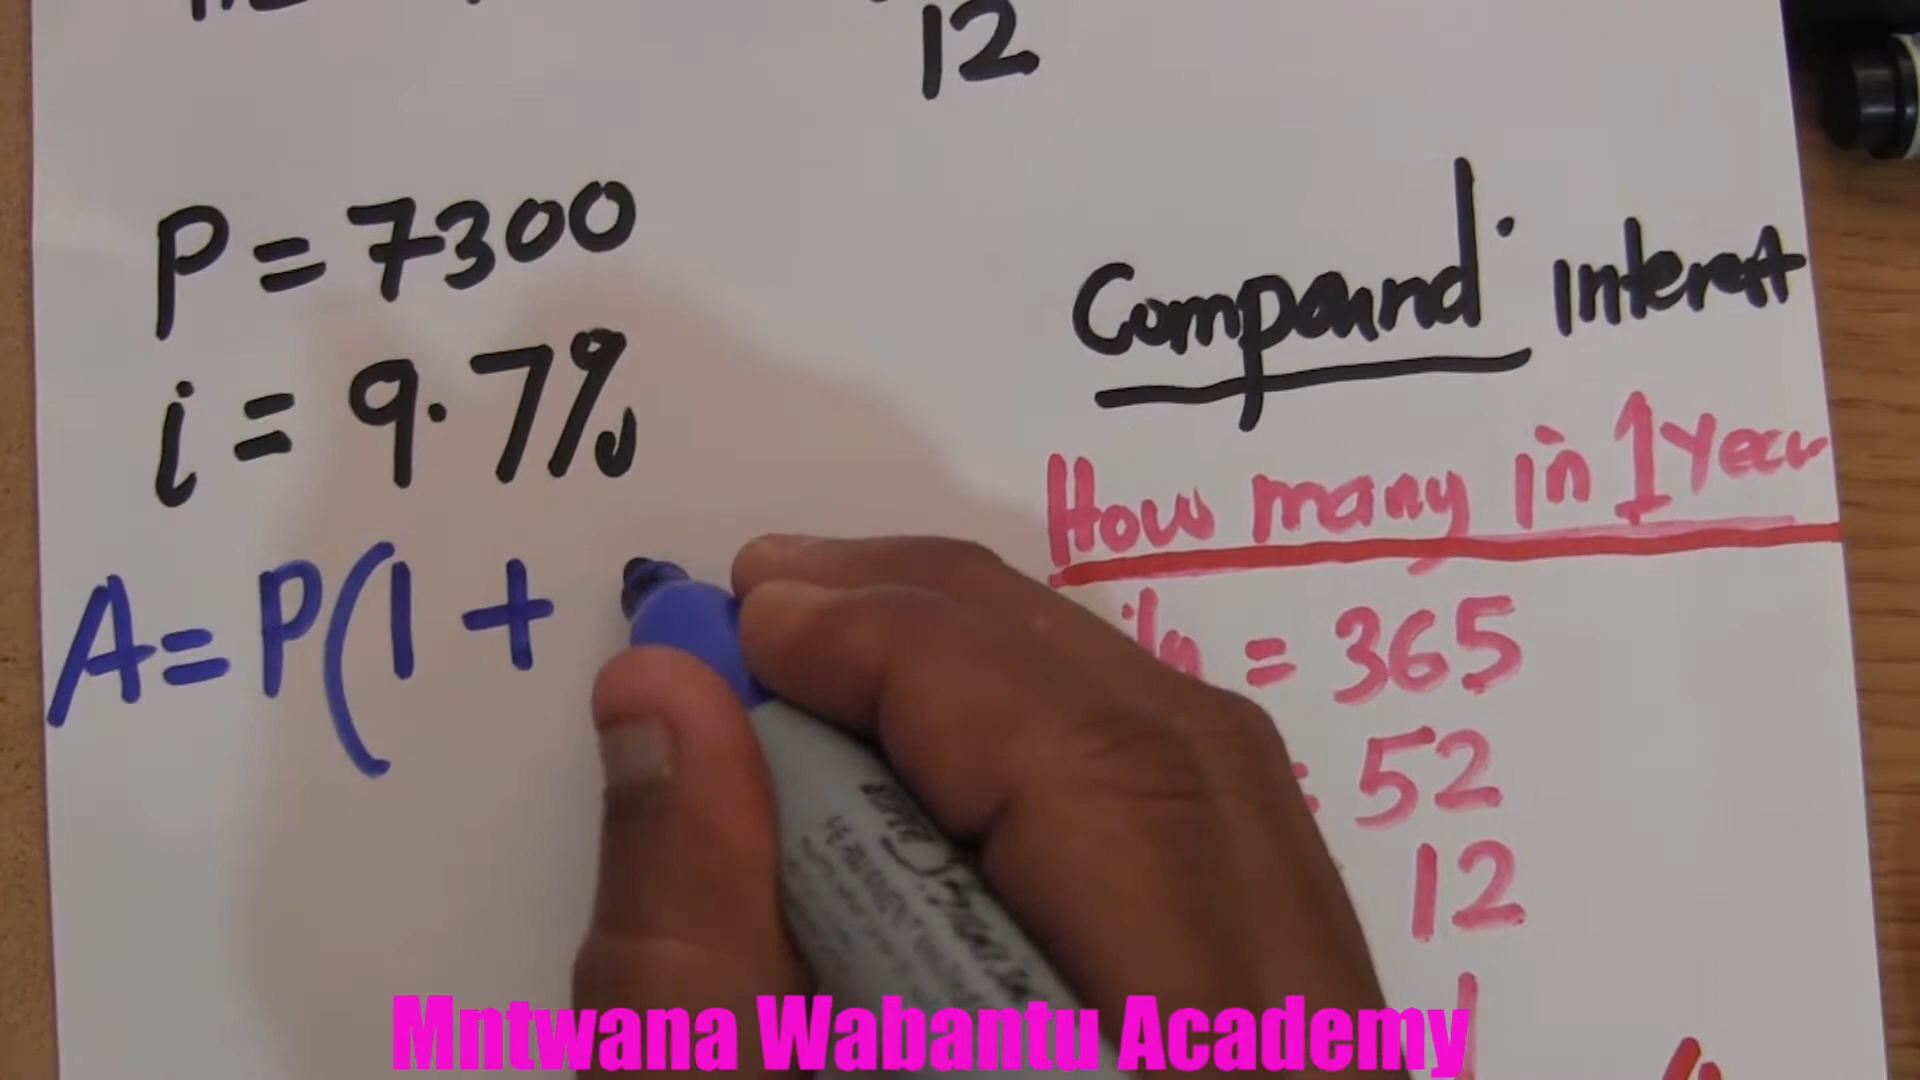 12
P = 7300
i = 9.7%
A = P(1 +
Compound interest
How many in 1 Year
= 365
= 52
12
Mntwana Wabantu Academy